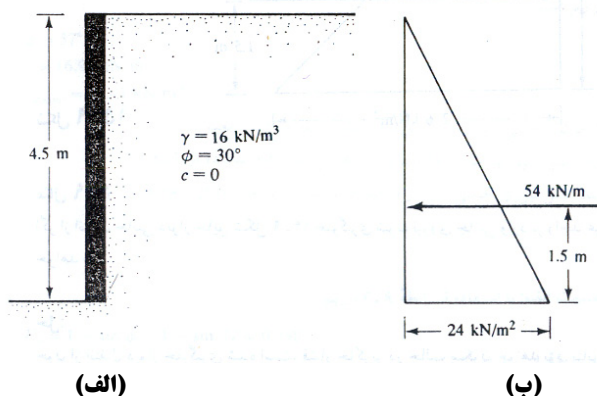 4.5 m
γ = 16 kN/m³
ϕ = 30°
c = 0
54 kN/m
1.5 m
24 kN/m²
(الف)
(ب)